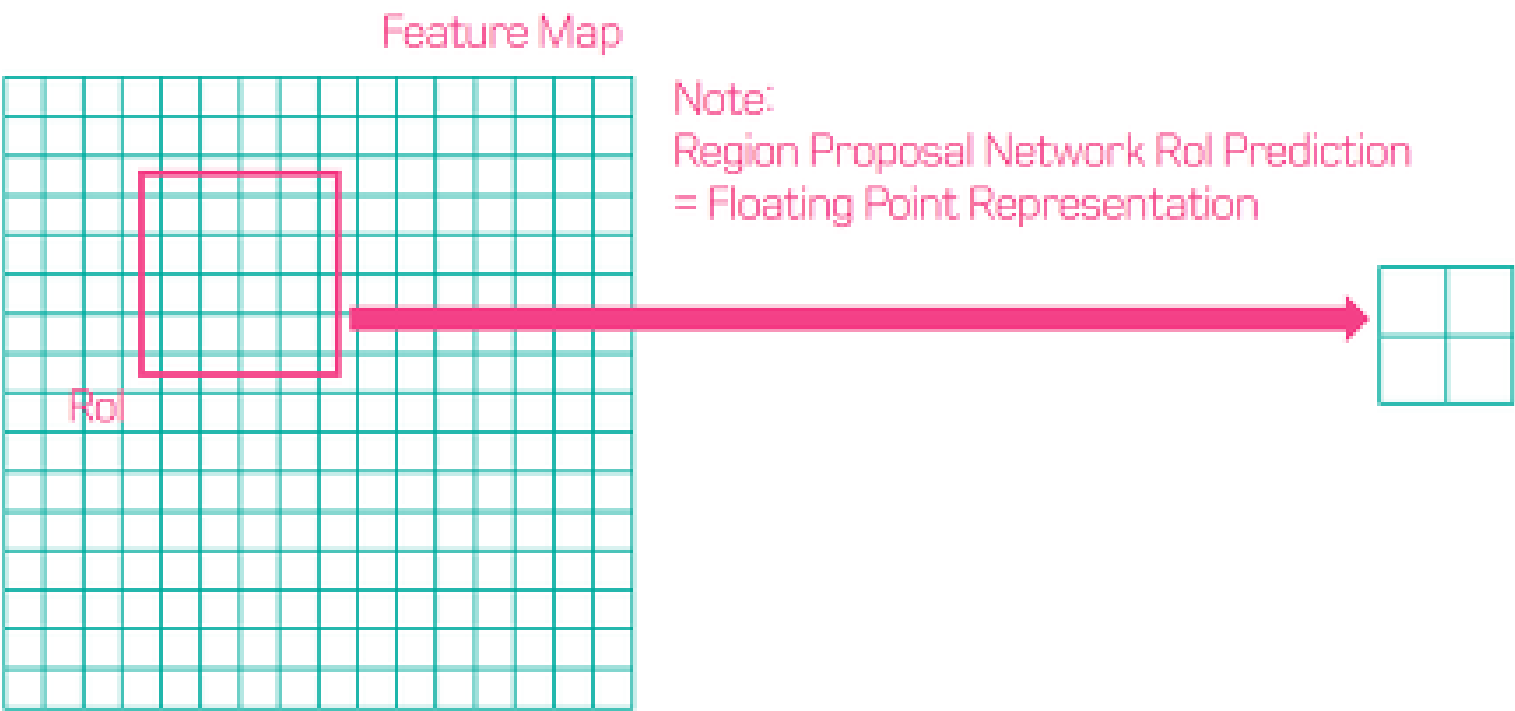 Feature Map
Note:
Region Proposal Network RoI Prediction
= Floating Point Representation
RoI